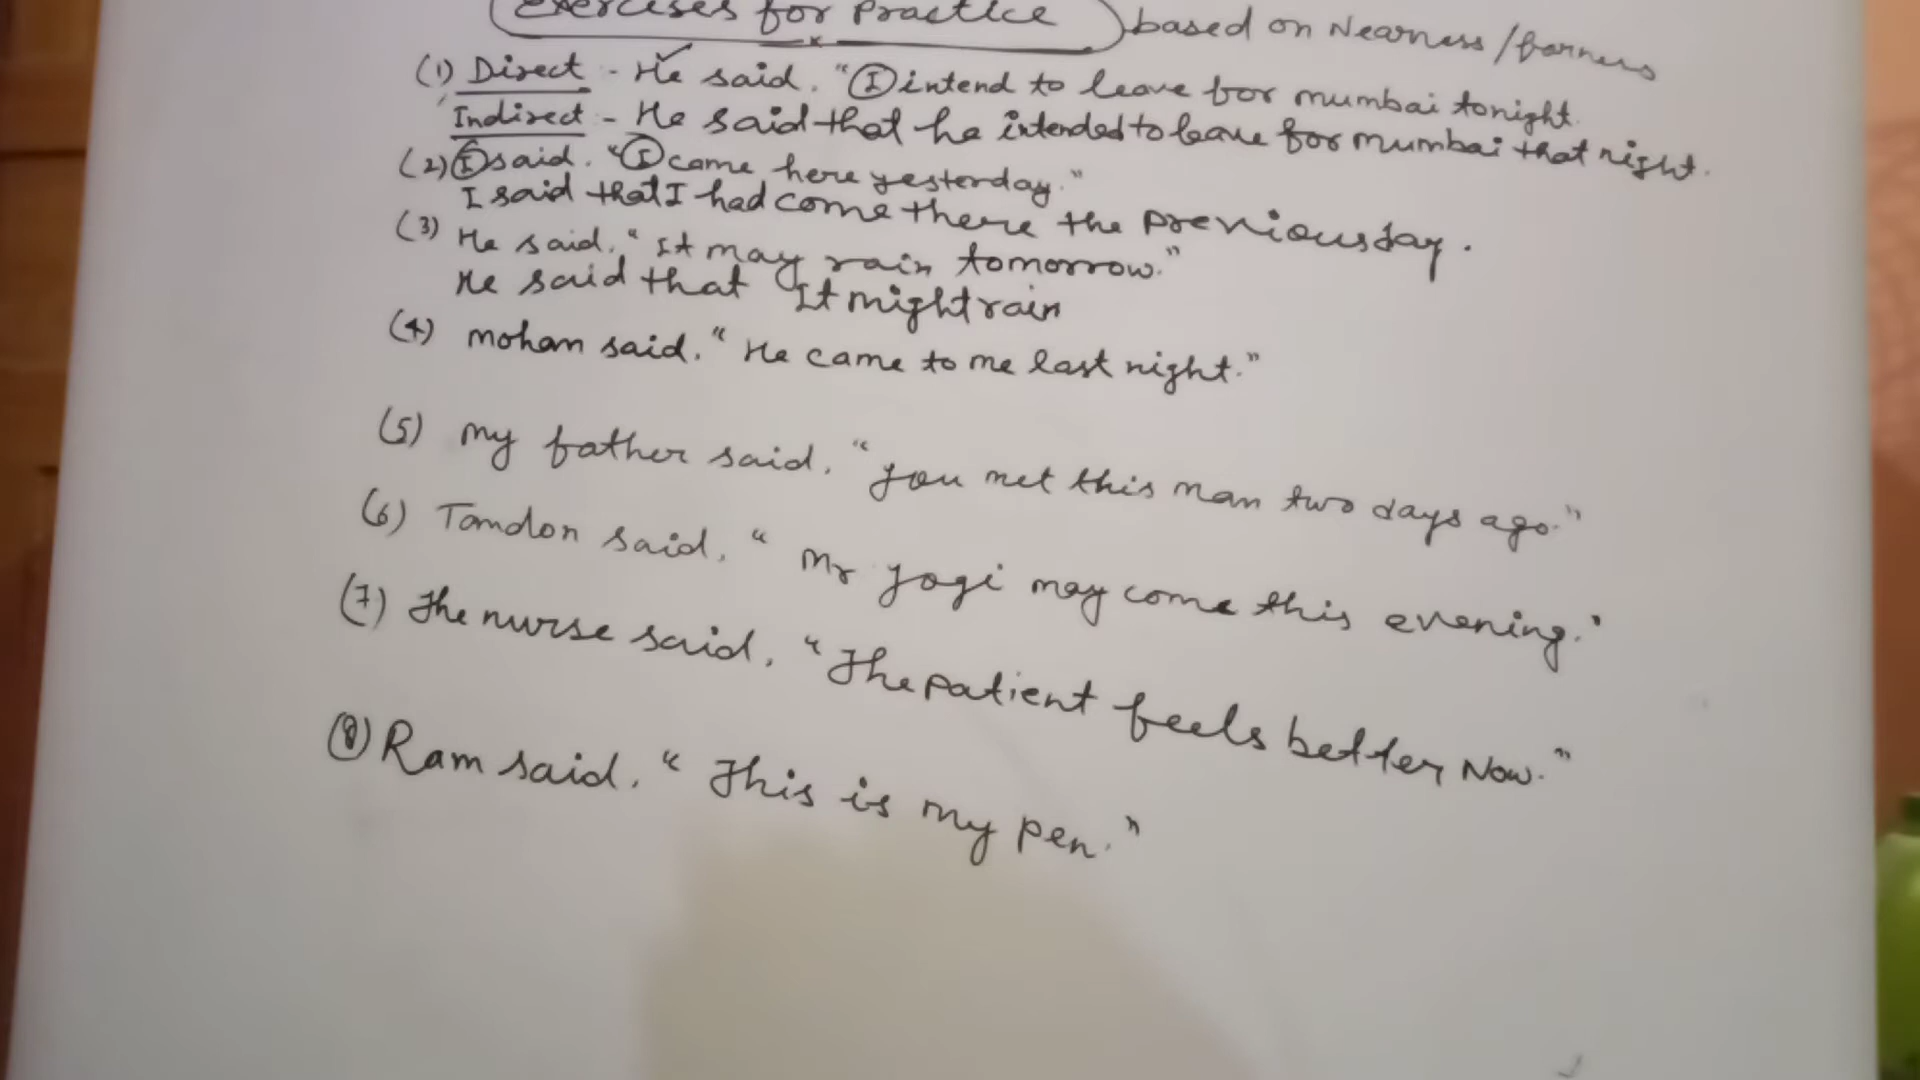 Exercises for Practice based on Nearness/farness
(1) Direct - He said, "I intend to leave for mumbai tonight.
Indirect - He said that he intended to leave for mumbai that night.
(2) I said, "I came here yesterday."
I said that I had come there the previous day.
(3) He said, "It may rain tomorrow."
He said that It might rain
(4) mohan said, "He came to me last night."
(5) my father said, "you met this man two days ago."
(6) Tandon said, "Mr yogi may come this evening."
(7) The nurse said, "The patient feels better Now."
(8) Ram said, "This is my pen."